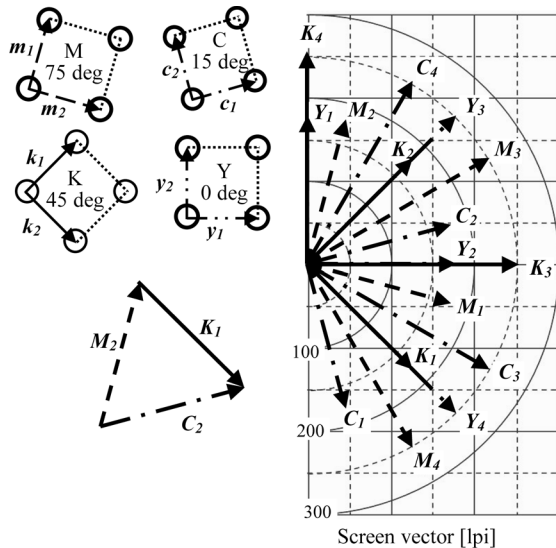 m1
M
75 deg
m2
c2
C
15 deg
c1
k1
K
45 deg
k2
y2
Y
0 deg
y1
M2
K1
C2
K4
C4
Y1
M2
Y3
K2
M3
C2
Y2
K3
M1
100
K1
C3
C1
Y4
200
M4
300
Screen vector [lpi]